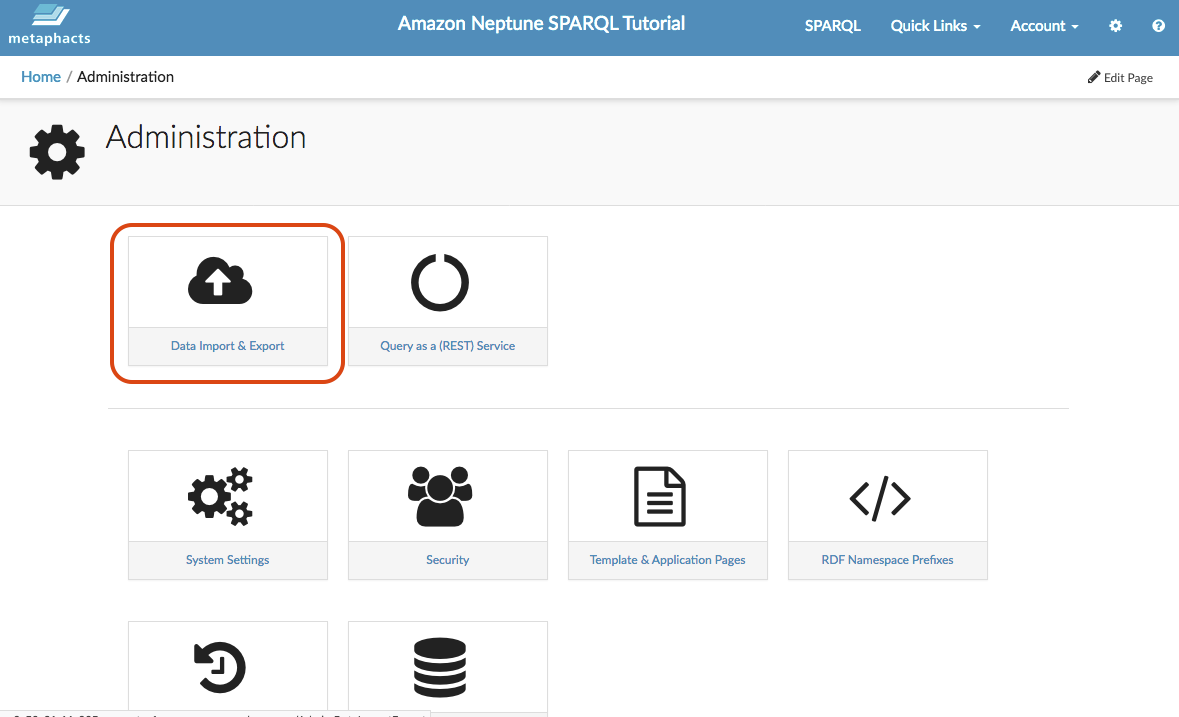 metaphacts
Amazon Neptune SPARQL Tutorial
SPARQL
Quick Links
Account
Home / Administration
Edit Page
Administration
Data Import & Export
Query as a (REST) Service
System Settings
Security
Template & Application Pages
RDF Namespace Prefixes